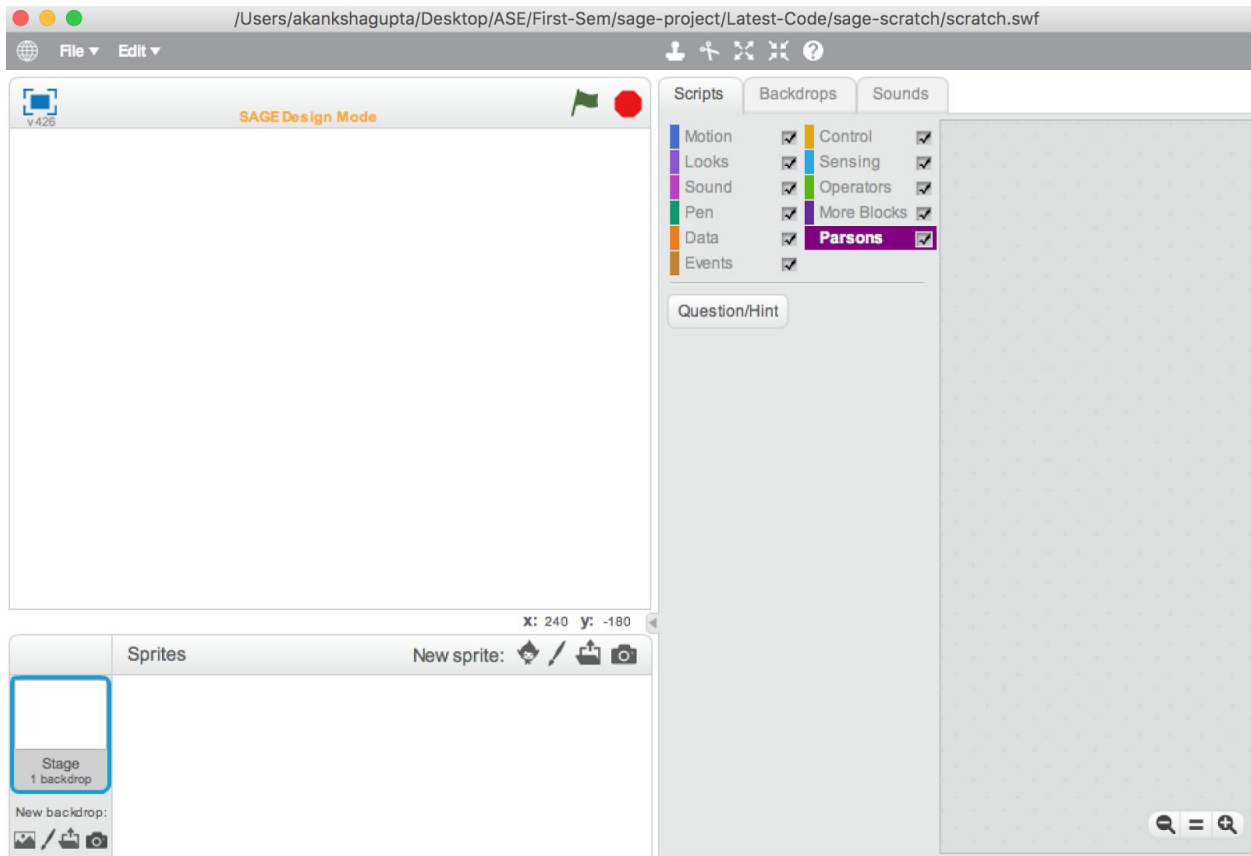 /Users/akankshagupta/Desktop/ASE/First-Sem/sage-project/Latest-Code/sage-scratch/scratch.swf
File ▾ Edit ▾
v426
SAGE Design Mode
Scripts Backdrops Sounds
Motion Control
Looks Sensing
Sound Operators
Pen More Blocks
Data Parsons
Events
Question/Hint
x: 240 y: -180
Sprites New sprite:
Stage
1 backdrop
New backdrop: